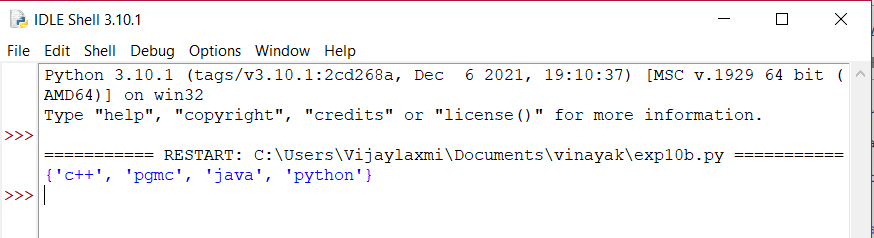 IDLE Shell 3.10.1
File Edit Shell Debug Options Window Help
Python 3.10.1 (tags/v3.10.1:2cd268a, Dec  6 2021, 19:10:37) [MSC v.1929 64 bit (
AMD64)] on win32
Type "help", "copyright", "credits" or "license()" for more information.
>>>
=========== RESTART: C:\Users\Vijaylaxmi\Documents\vinayak\exp10b.py ===========
{'c++', 'pgmc', 'java', 'python'}
>>>